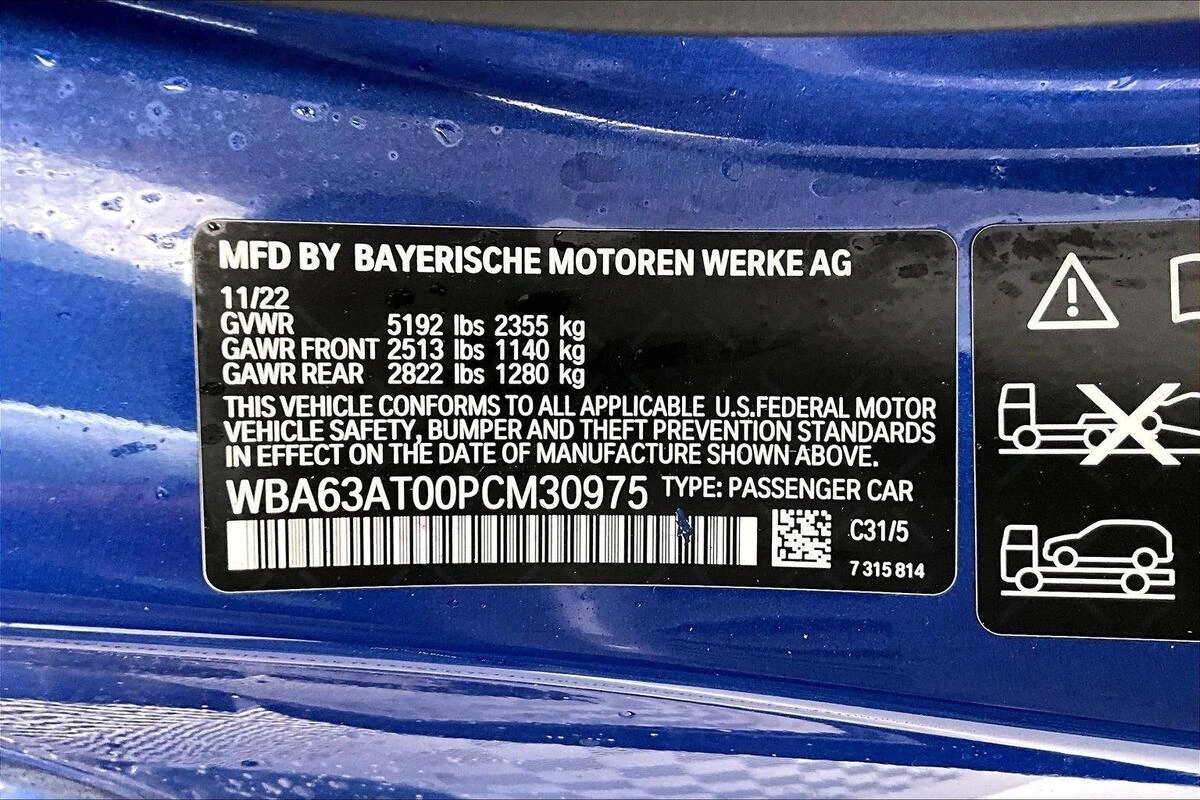 MFD BY BAYERISCHE MOTOREN WERKE AG
11/22
GVWR 5192 lbs 2355 kg
GAWR FRONT 2513 lbs 1140 kg
GAWR REAR 2822 lbs 1280 kg
THIS VEHICLE CONFORMS TO ALL APPLICABLE U.S.FEDERAL MOTOR
VEHICLE SAFETY, BUMPER AND THEFT PREVENTION STANDARDS
IN EFFECT ON THE DATE OF MANUFACTURE SHOWN ABOVE.
WBA63AT00PCM30975 TYPE: PASSENGER CAR
C31/5
7 315 814